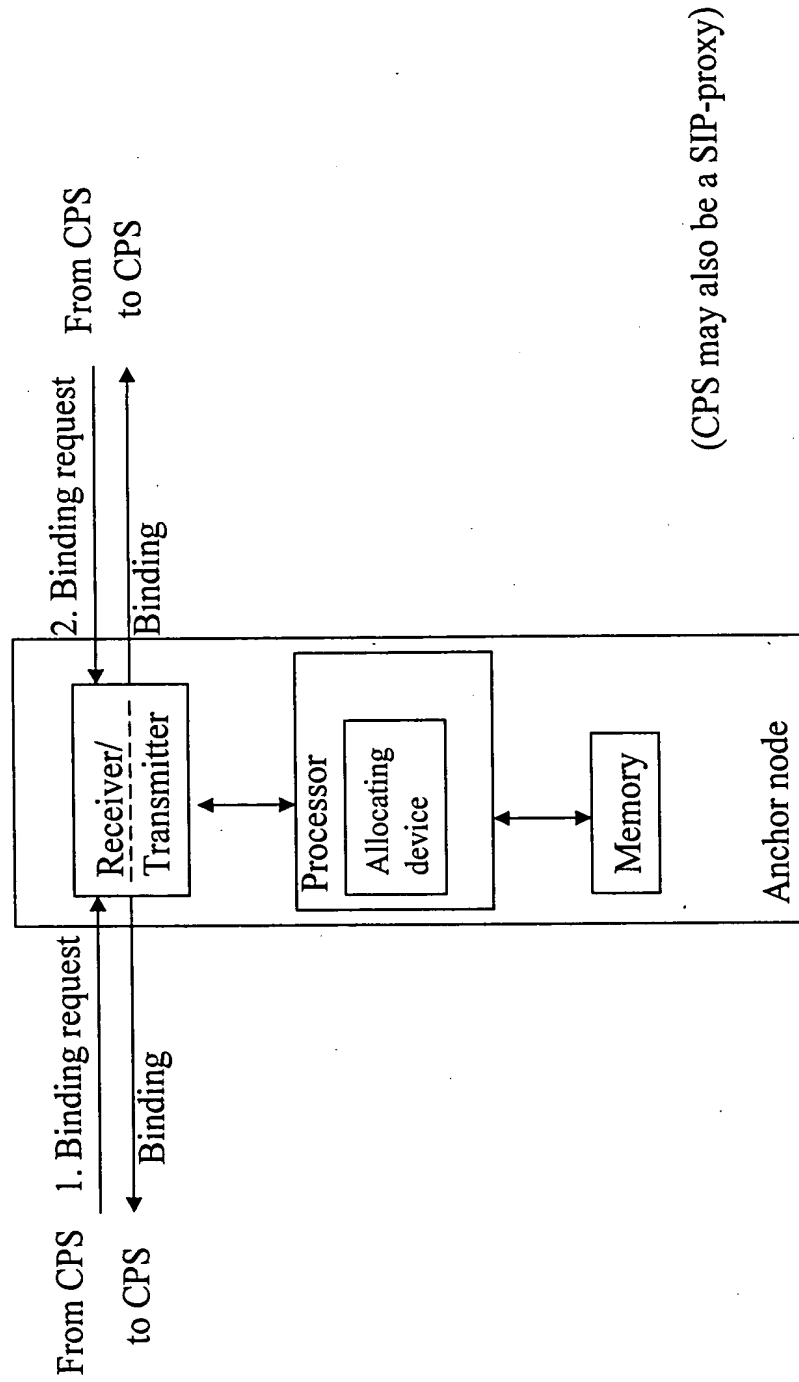 From CPS
1. Binding request
to CPS
Binding
2. Binding request
From CPS
Binding
to CPS
Receiver/
Transmitter
Processor
Allocating
device
Memory
Anchor node
(CPS may also be a SIP-proxy)